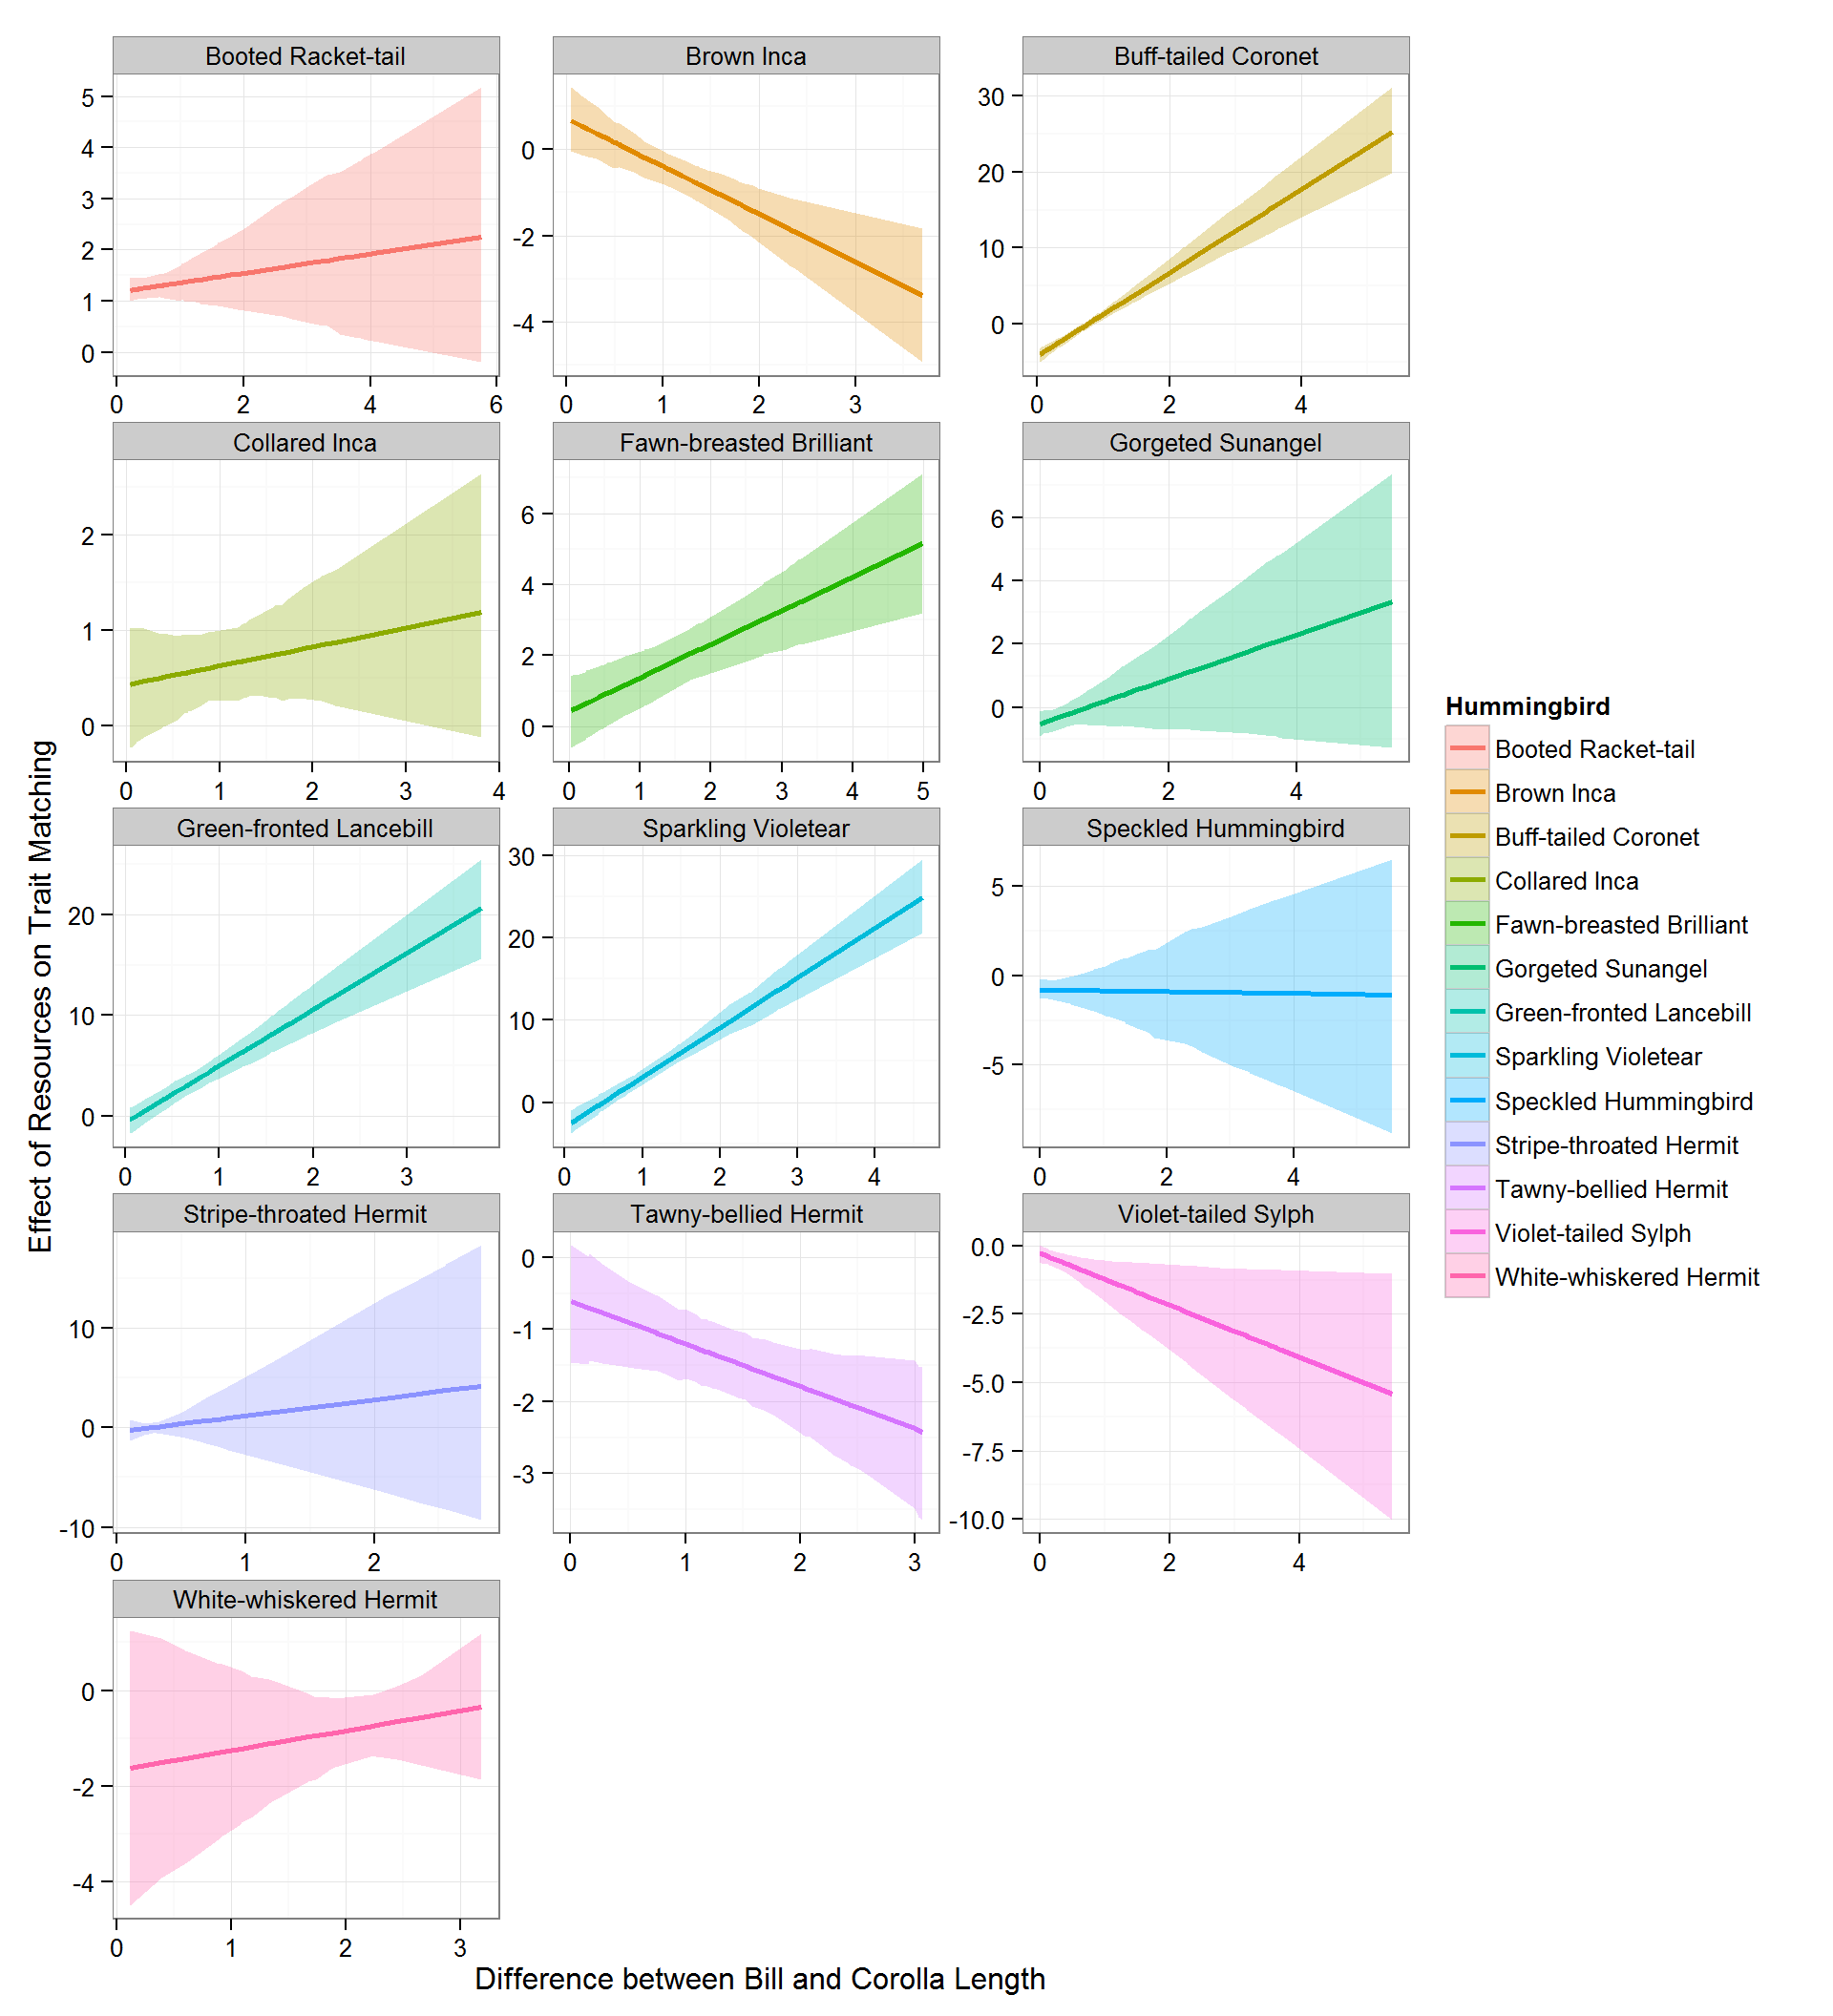 Booted Racket-tail
Brown Inca
Buff-tailed Coronet
5
4
3
2
1
0
0
-2
-4
30
20
10
0
0 2 4 6
0 1 2 3
0 2 4
Collared Inca
Fawn-breasted Brilliant
Gorgeted Sunangel
2
1
0
6
4
2
0
6
4
2
0
0 1 2 3 4
0 1 2 3 4 5
0 2 4
Green-fronted Lancebill
Sparkling Violetear
Speckled Hummingbird
20
10
0
30
20
10
0
5
0
-5
0 1 2 3
0 1 2 3 4
0 2 4
Stripe-throated Hermit
Tawny-bellied Hermit
Violet-tailed Sylph
10
0
-10
0
-1
-2
-3
0.0
-2.5
-5.0
-7.5
-10.0
0 1 2
0 1 2 3
0 2 4
White-whiskered Hermit
0
-2
-4
0 1 2 3
Effect of Resources on Trait Matching
Difference between Bill and Corolla Length
Hummingbird
Booted Racket-tail
Brown Inca
Buff-tailed Coronet
Collared Inca
Fawn-breasted Brilliant
Gorgeted Sunangel
Green-fronted Lancebill
Sparkling Violetear
Speckled Hummingbird
Stripe-throated Hermit
Tawny-bellied Hermit
Violet-tailed Sylph
White-whiskered Hermit